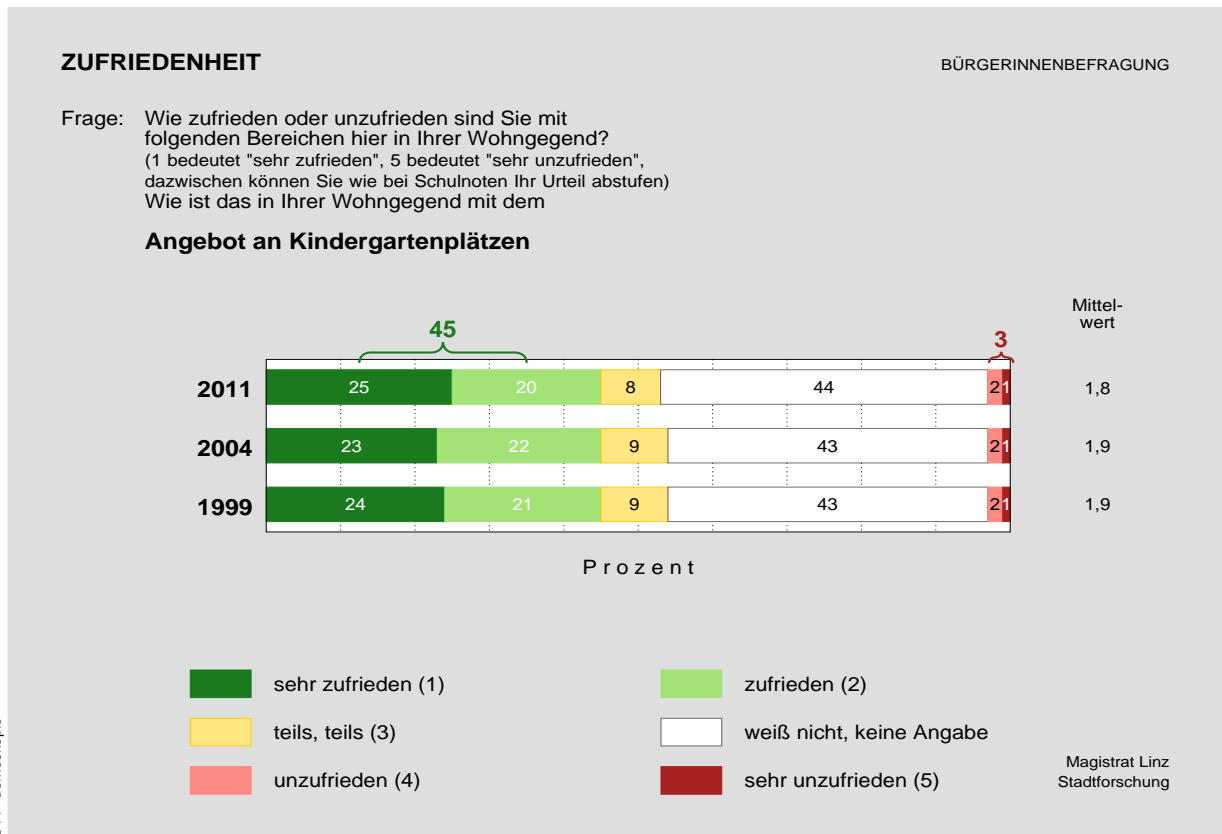 ZUFRIEDENHEIT
BÜRGERINNENBEFRAGUNG
Frage: Wie zufrieden oder unzufrieden sind Sie mit
folgenden Bereichen hier in Ihrer Wohngegend?
(1 bedeutet "sehr zufrieden", 5 bedeutet "sehr unzufrieden",
dazwischen können Sie wie bei Schulnoten Ihr Urteil abstufen)
Wie ist das in Ihrer Wohngegend mit dem
Angebot an Kindergartenplätzen
Mittel-
wert
45 3
2011 25 20 8 44 2 1 1,8
2004 23 22 9 43 2 1 1,9
1999 24 21 9 43 2 1 1,9
Prozent
sehr zufrieden (1) zufrieden (2)
teils, teils (3) weiß nicht, keine Angabe
unzufrieden (4) sehr unzufrieden (5)
Magistrat Linz
Stadtforschung